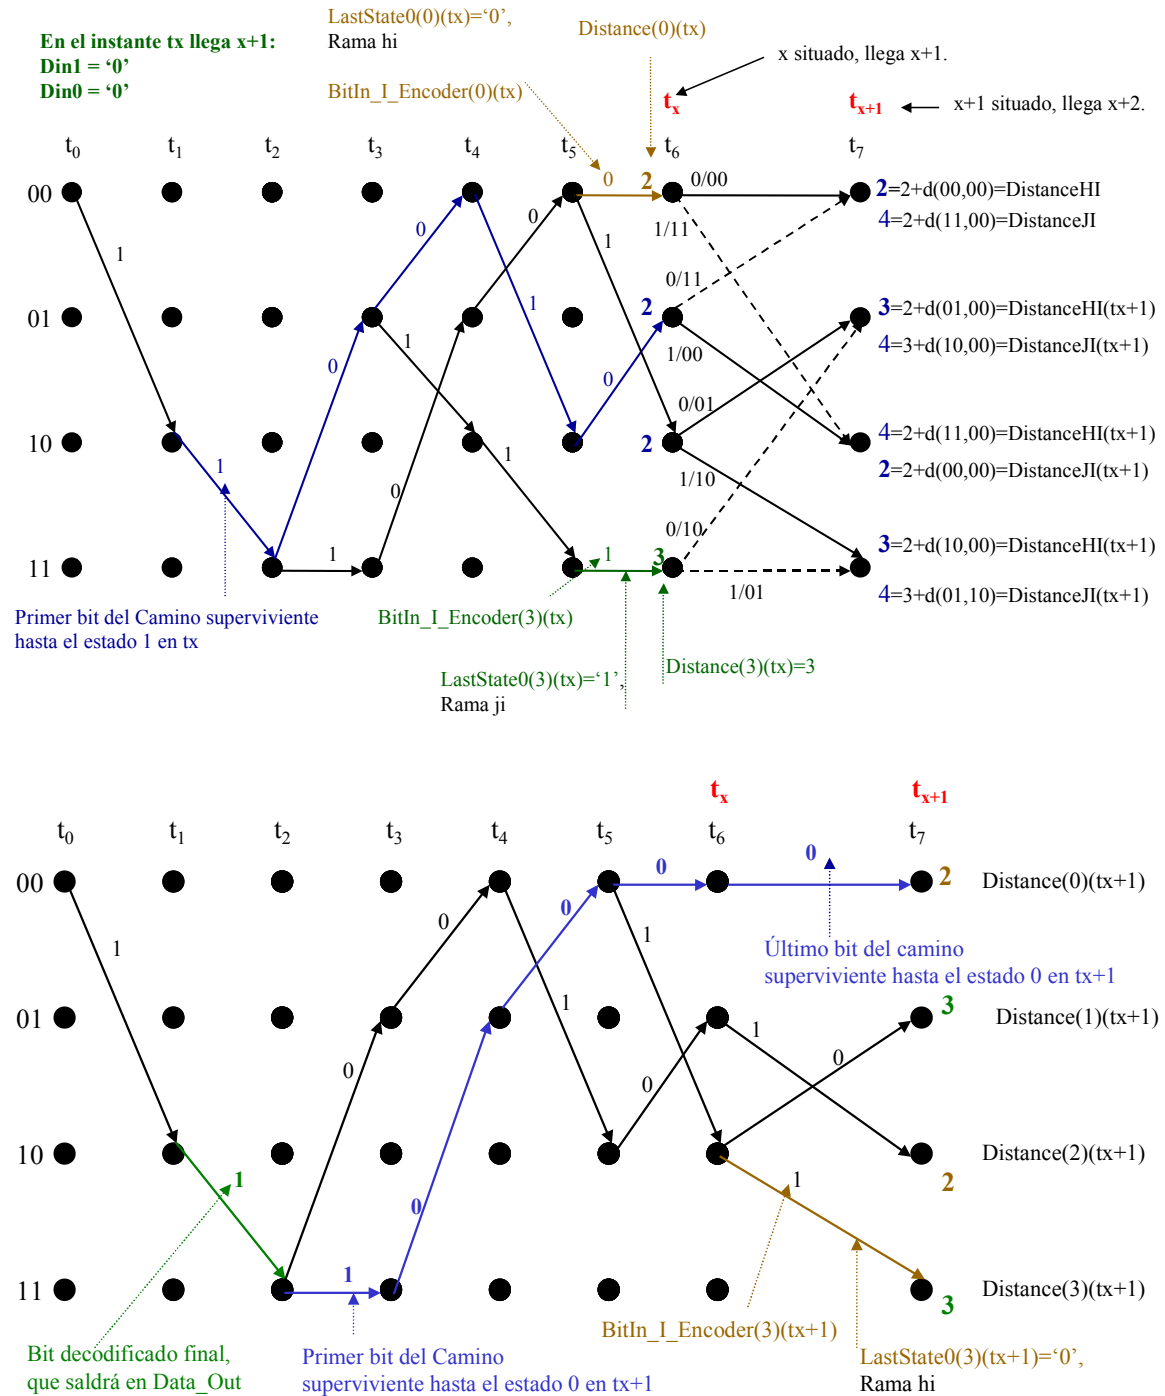 LastState0(0)(tx)=‘0’,
Rama hi
En el instante tx llega x+1:
Din1 = ‘0’
Din0 = ‘0’
Distance(0)(tx)
x situado, llega x+1.
BitIn_I_Encoder(0)(tx)
tx
tx+1
x+1 situado, llega x+2.
t0 t1 t2 t3 t4 t5 t6 t7
00
0
2
0/00
2=2+d(00,00)=DistanceHI
4=2+d(11,00)=DistanceJI
1
0
0
1
1/11
0/11
01
2
3=2+d(01,00)=DistanceHI(tx+1)
4=3+d(10,00)=DistanceJI(tx+1)
0
1
1
0
1/00
0/01
10
2
4=2+d(11,00)=DistanceHI(tx+1)
2=2+d(00,00)=DistanceJI(tx+1)
1
0
1
1/10
0/10
11
1
1
3
1/01
3=2+d(10,00)=DistanceHI(tx+1)
4=3+d(01,10)=DistanceJI(tx+1)
Primer bit del Camino superviviente
hasta el estado 1 en tx
BitIn_I_Encoder(3)(tx)
LastState0(3)(tx)=‘1’,
Rama ji
Distance(3)(tx)=3
tx
tx+1
t0 t1 t2 t3 t4 t5 t6 t7
00
0
0
2
Distance(0)(tx+1)
1
0
0
1
1
Último bit del camino
superviviente hasta el estado 0 en tx+1
01
3
Distance(1)(tx+1)
0
0
1
0
10
2
Distance(2)(tx+1)
1
0
1
11
1
3
Distance(3)(tx+1)
BitIn_I_Encoder(3)(tx+1)
Bit decodificado final,
que saldrá en Data_Out
Primer bit del Camino
superviviente hasta el estado 0 en tx+1
LastState0(3)(tx+1)=‘0’,
Rama hi